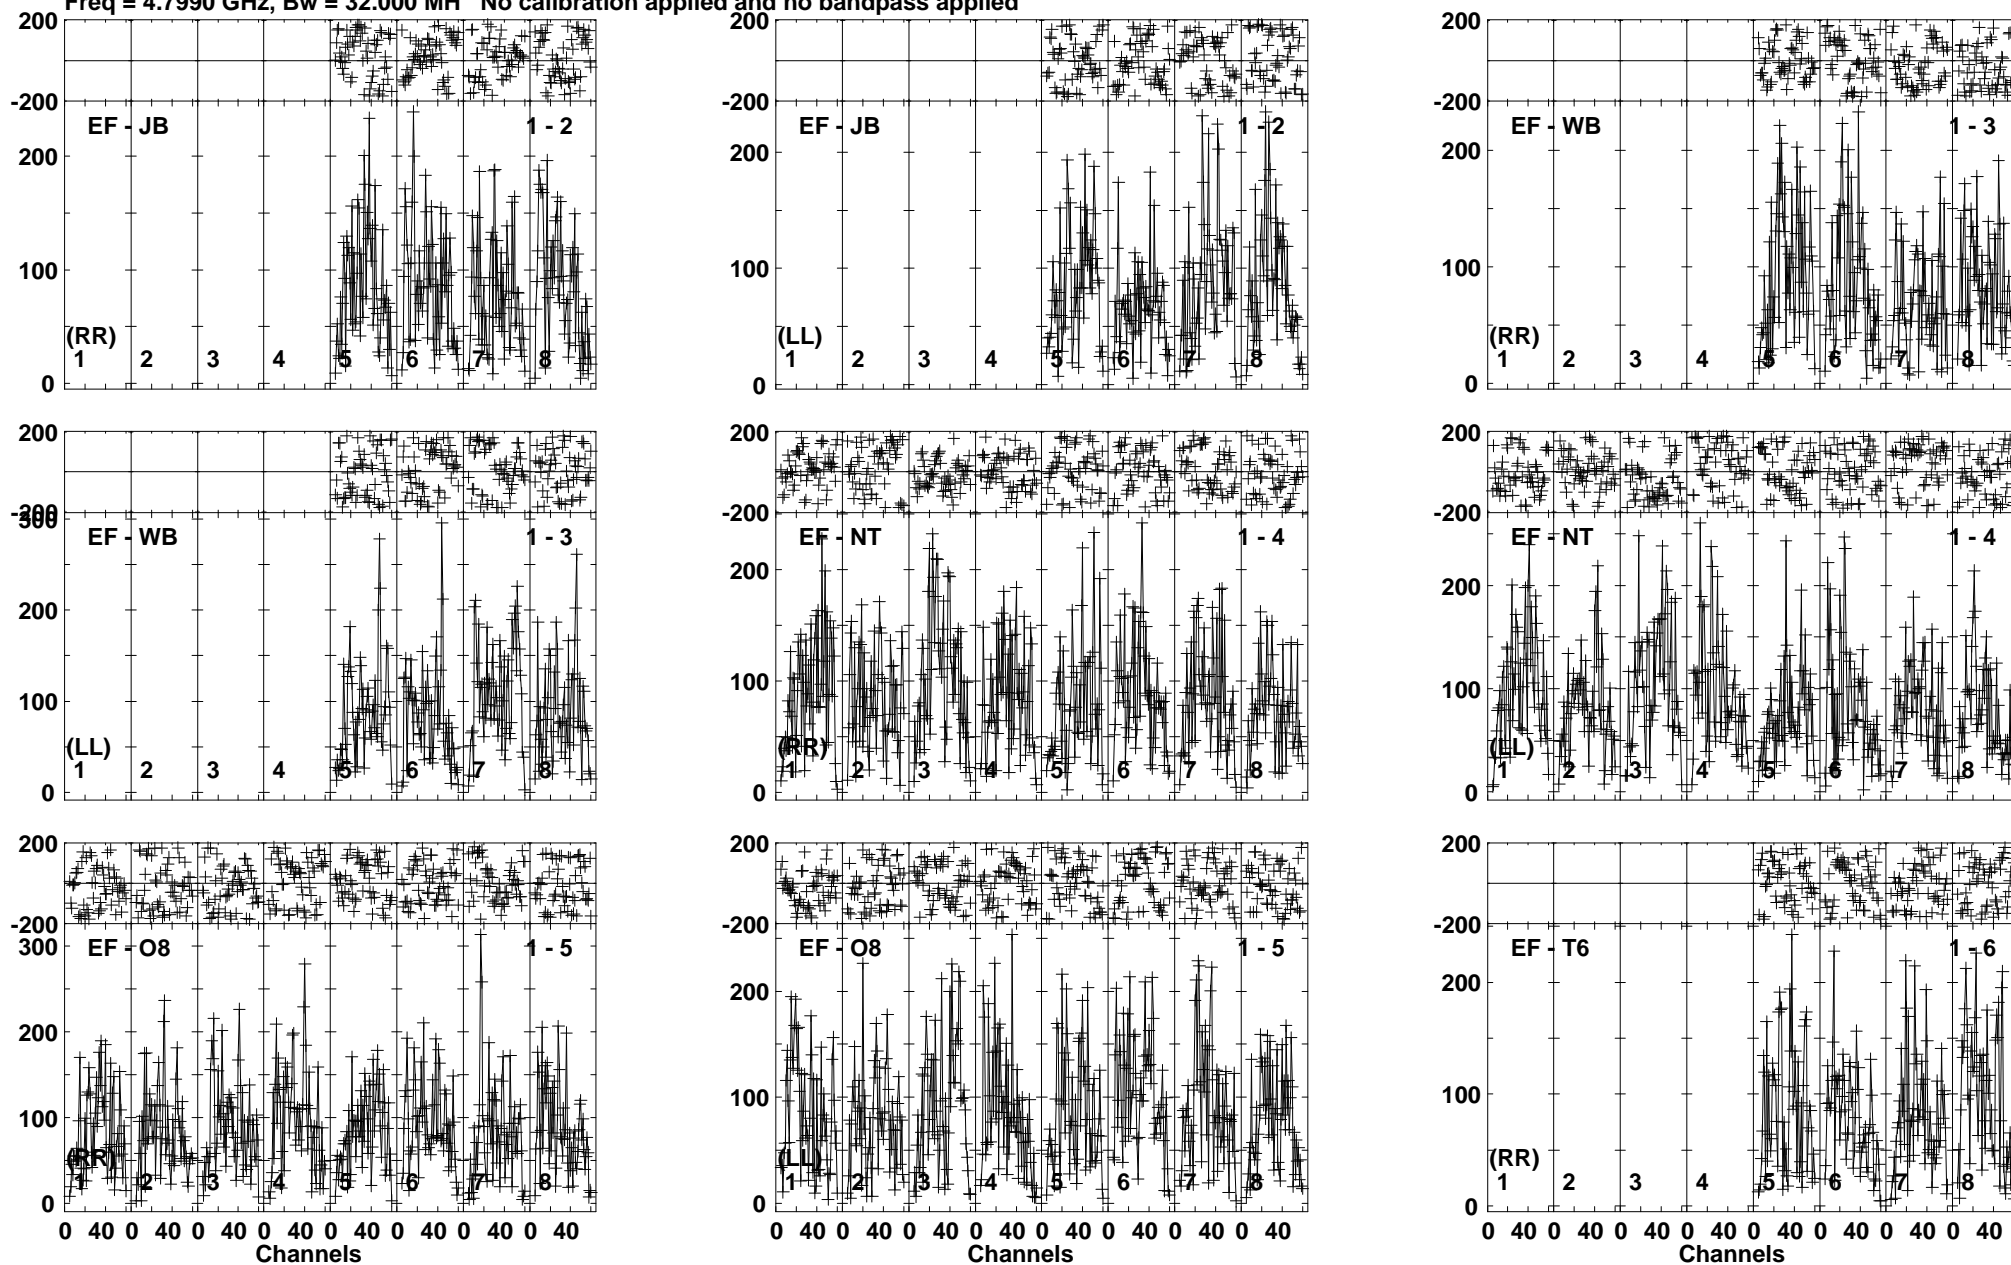 Freq = 4.7990 GHz, Bw = 32.000 MH No calibration applied and no bandpass applied
200 200 200
-200 -200 -200
EF - JB 1 - 2 EF - JB 1 - 2 EF - WB 1 - 3
200 200 200
100 100 100
(RR) (LL) (RR)
1 2 3 4 5 6 7 8 1 2 3 4 5 6 7 8 1 2 3 4 5 6 7 8
0 0 0
200 200 200
-200 -200 -200
300
EF - WB 1 - 3 EF - NT 1 - 4 EF - NT 1 - 4
200 200 200
100 100 100
(LL) (RR) (LL)
1 2 3 4 5 6 7 8 1 2 3 4 5 6 7 8 1 2 3 4 5 6 7 8
0 0 0
200 200 200
-200 -200 -200
300
EF - O8 1 - 5 EF - O8 1 - 5 EF - T6 1 - 6
200 200 200
100 100 100
(RR) (LL) (RR)
1 2 3 4 5 6 7 8 1 2 3 4 5 6 7 8 1 2 3 4 5 6 7 8
0 0 0
0 40 0 40 0 40 0 40 0 40 0 40 0 40 0 40 0 40 0 40 0 40 0 40 0 40 0 40 0 40 0 40 0 40 0 40 0 40 0 40 0 40 0 40 0 40 0 40
Channels Channels Channels